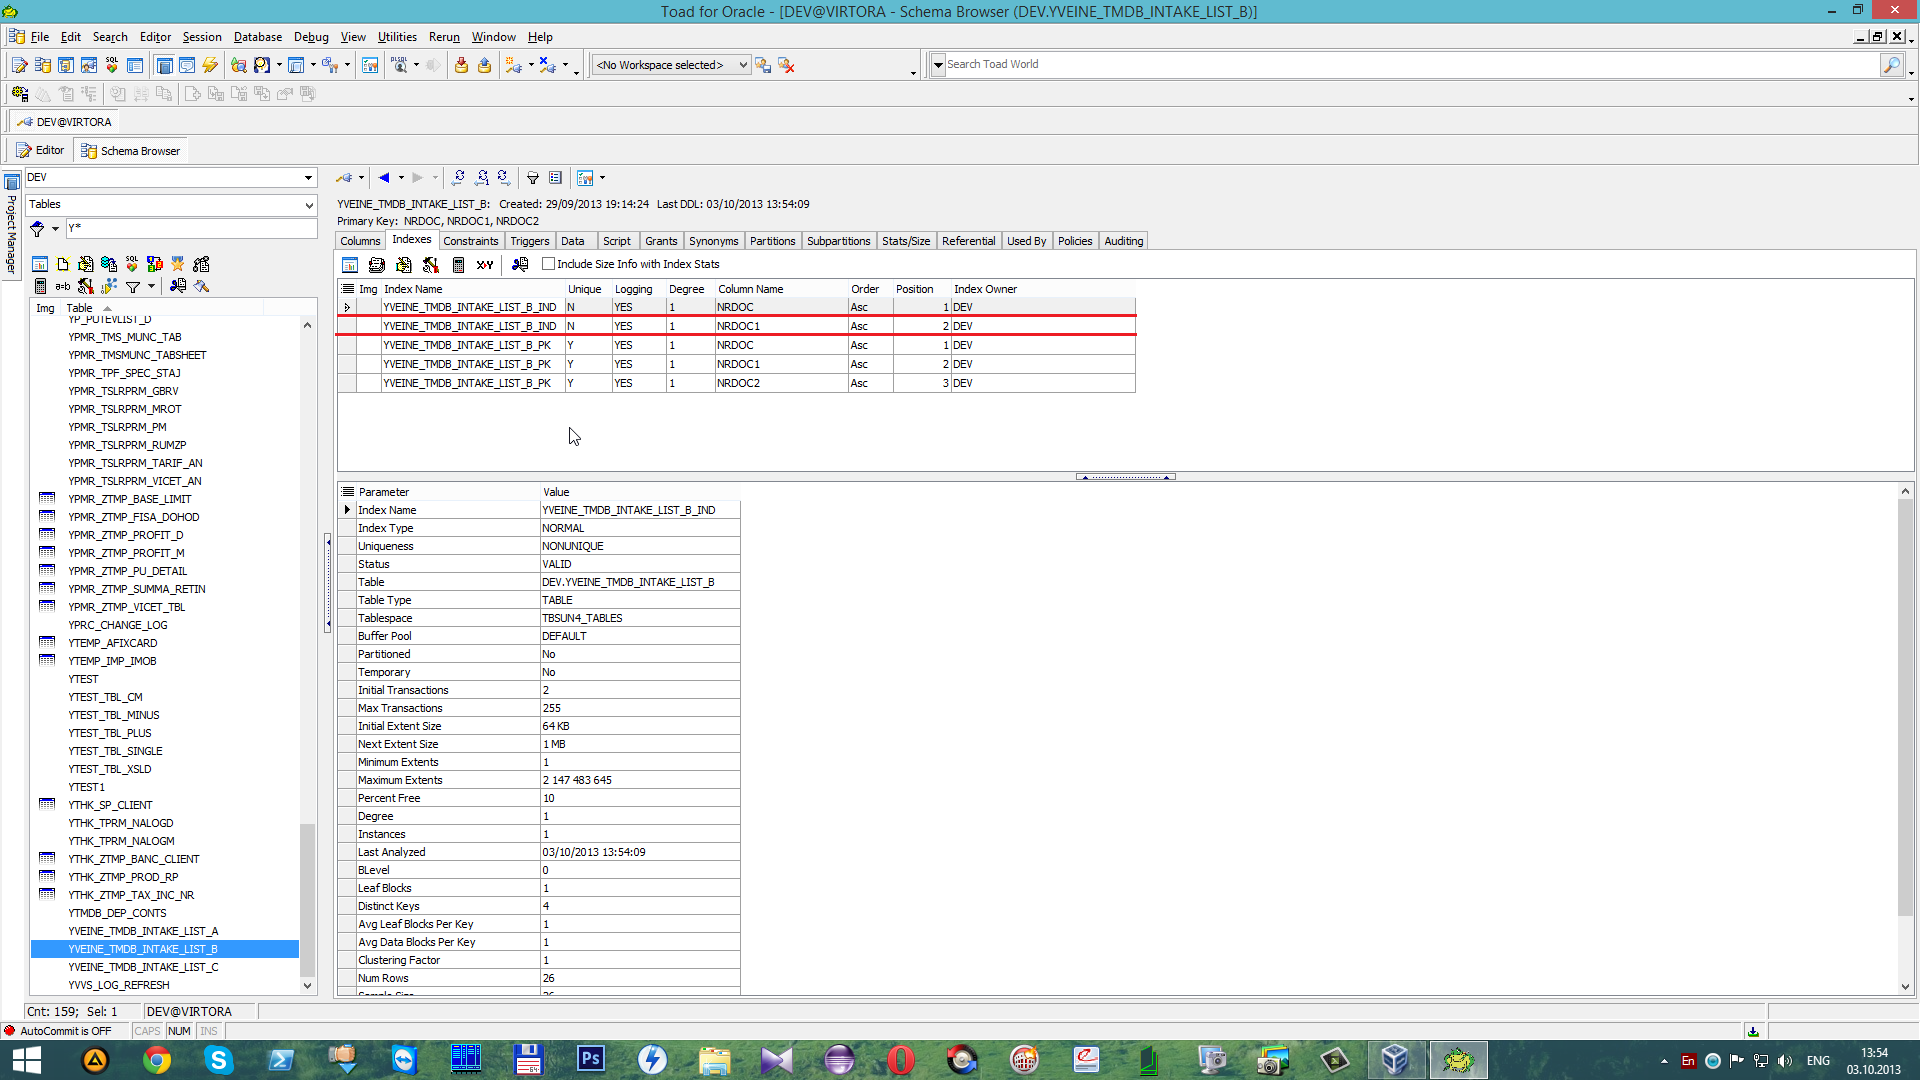 Toad for Oracle - [DEV@VIRTORA - Schema Browser (DEV.YVEINE_TMDB_INTAKE_LIST_B)]
File Edit Search Editor Session Database Debug View Utilities Rerun Window Help
<No Workspace selected> Search Toad World
DEV@VIRTORA
Editor Schema Browser
Project Manager
DEV
Tables
Y*
Img Table
YP_PUTEVLIST_D
YPMR_TMS_MUNC_TAB
YPMR_TMSMUNC_TABSHEET
YPMR_TPF_SPEC_STAJ
YPMR_TSLRPRM_GBRV
YPMR_TSLRPRM_MROT
YPMR_TSLRPRM_PM
YPMR_TSLRPRM_RUMZP
YPMR_TSLRPRM_TARIF_AN
YPMR_TSLRPRM_VICET_AN
YPMR_ZTMP_BASE_LIMIT
YPMR_ZTMP_FISA_DOHOD
YPMR_ZTMP_PROFIT_D
YPMR_ZTMP_PROFIT_M
YPMR_ZTMP_PU_DETAIL
YPMR_ZTMP_SUMMA_RETIN
YPMR_ZTMP_VICET_TBL
YPRC_CHANGE_LOG
YTEMP_AFIXCARD
YTEMP_IMP_IMOB
YTEST
YTEST_TBL_CM
YTEST_TBL_MINUS
YTEST_TBL_PLUS
YTEST_TBL_SINGLE
YTEST_TBL_XSLD
YTEST1
YTHK_SP_CLIENT
YTHK_TPRM_NALOGD
YTHK_TPRM_NALOGM
YTHK_ZTMP_BANC_CLIENT
YTHK_ZTMP_PROD_RP
YTHK_ZTMP_TAX_INC_NR
YTMDB_DEP_CONTS
YVEINE_TMDB_INTAKE_LIST_A
YVEINE_TMDB_INTAKE_LIST_B
YVEINE_TMDB_INTAKE_LIST_C
YVVS_LOG_REFRESH
YVEINE_TMDB_INTAKE_LIST_B: Created: 29/09/2013 19:14:24 Last DDL: 03/10/2013 13:54:09
Primary Key: NRDOC, NRDOC1, NRDOC2
Columns Indexes Constraints Triggers Data Script Grants Synonyms Partitions Subpartitions Stats/Size Referential Used By Policies Auditing
Include Size Info with Index Stats
Img Index Name Unique Logging Degree Column Name Order Position Index Owner
YVEINE_TMDB_INTAKE_LIST_B_IND N YES 1 NRDOC Asc 1 DEV
YVEINE_TMDB_INTAKE_LIST_B_IND N YES 1 NRDOC1 Asc 2 DEV
YVEINE_TMDB_INTAKE_LIST_B_PK Y YES 1 NRDOC Asc 1 DEV
YVEINE_TMDB_INTAKE_LIST_B_PK Y YES 1 NRDOC1 Asc 2 DEV
YVEINE_TMDB_INTAKE_LIST_B_PK Y YES 1 NRDOC2 Asc 3 DEV
Parameter Value
Index Name YVEINE_TMDB_INTAKE_LIST_B_IND
Index Type NORMAL
Uniqueness NONUNIQUE
Status VALID
Table DEV.YVEINE_TMDB_INTAKE_LIST_B
Table Type TABLE
Tablespace TBSUN4_TABLES
Buffer Pool DEFAULT
Partitioned No
Temporary No
Initial Transactions 2
Max Transactions 255
Initial Extent Size 64 KB
Next Extent Size 1 MB
Minimum Extents 1
Maximum Extents 2 147 483 645
Percent Free 10
Degree 1
Instances 1
Last Analyzed 03/10/2013 13:54:09
BLevel 0
Leaf Blocks 1
Distinct Keys 4
Avg Leaf Blocks Per Key 1
Avg Data Blocks Per Key 1
Clustering Factor 1
Num Rows 26
Sample Size 26
Cnt: 159; Sel: 1 DEV@VIRTORA
AutoCommit is OFF CAPS NUM INS
Ps
En ENG 13:54
03.10.2013